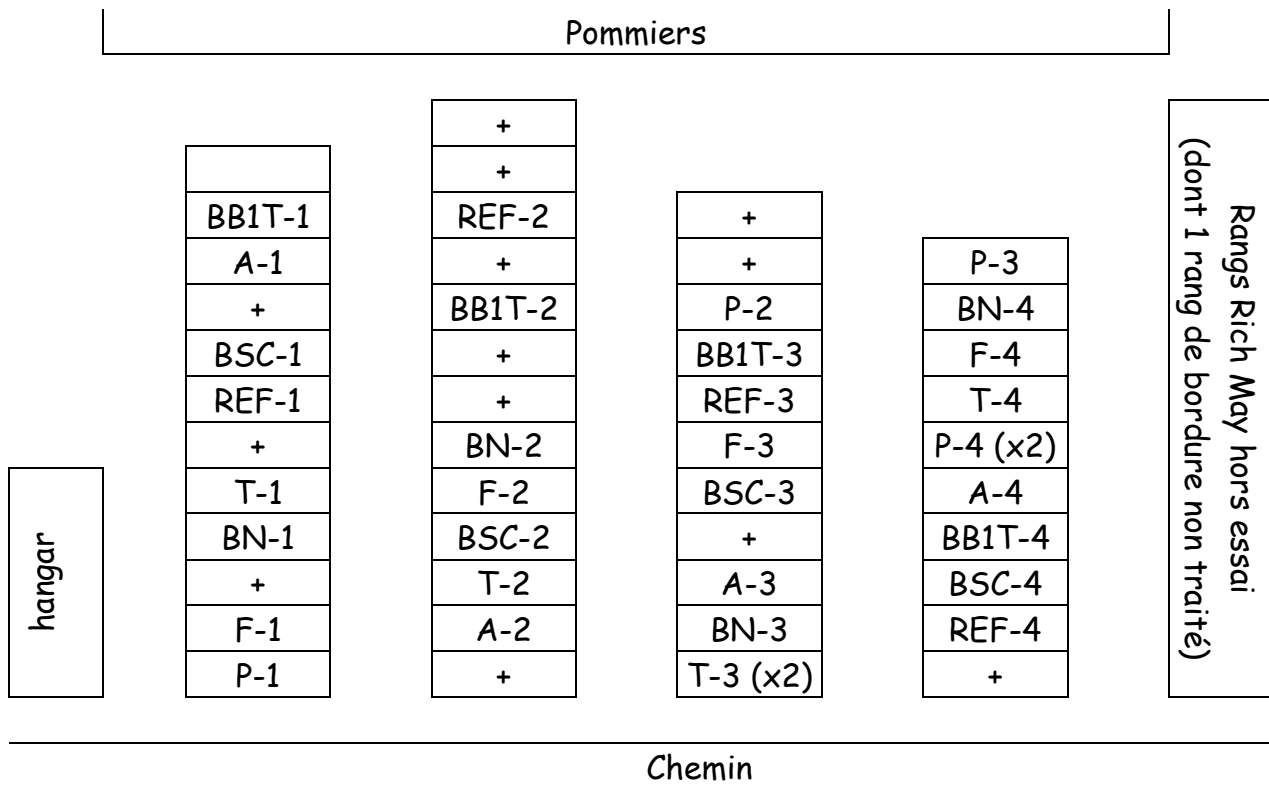 Pommiers
BB1T-1
A-1
+
BSC-1
REF-1
+
T-1
BN-1
+
F-1
P-1
+
+
REF-2
+
BB1T-2
+
+
BN-2
F-2
BSC-2
T-2
A-2
+
+
+
P-2
BB1T-3
REF-3
F-3
BSC-3
+
A-3
BN-3
T-3 (x2)
P-3
BN-4
F-4
T-4
P-4 (x2)
A-4
BB1T-4
BSC-4
REF-4
+
Rangs Rich May hors essai
(dont 1 rang de bordure non traité)
hangar
Chemin